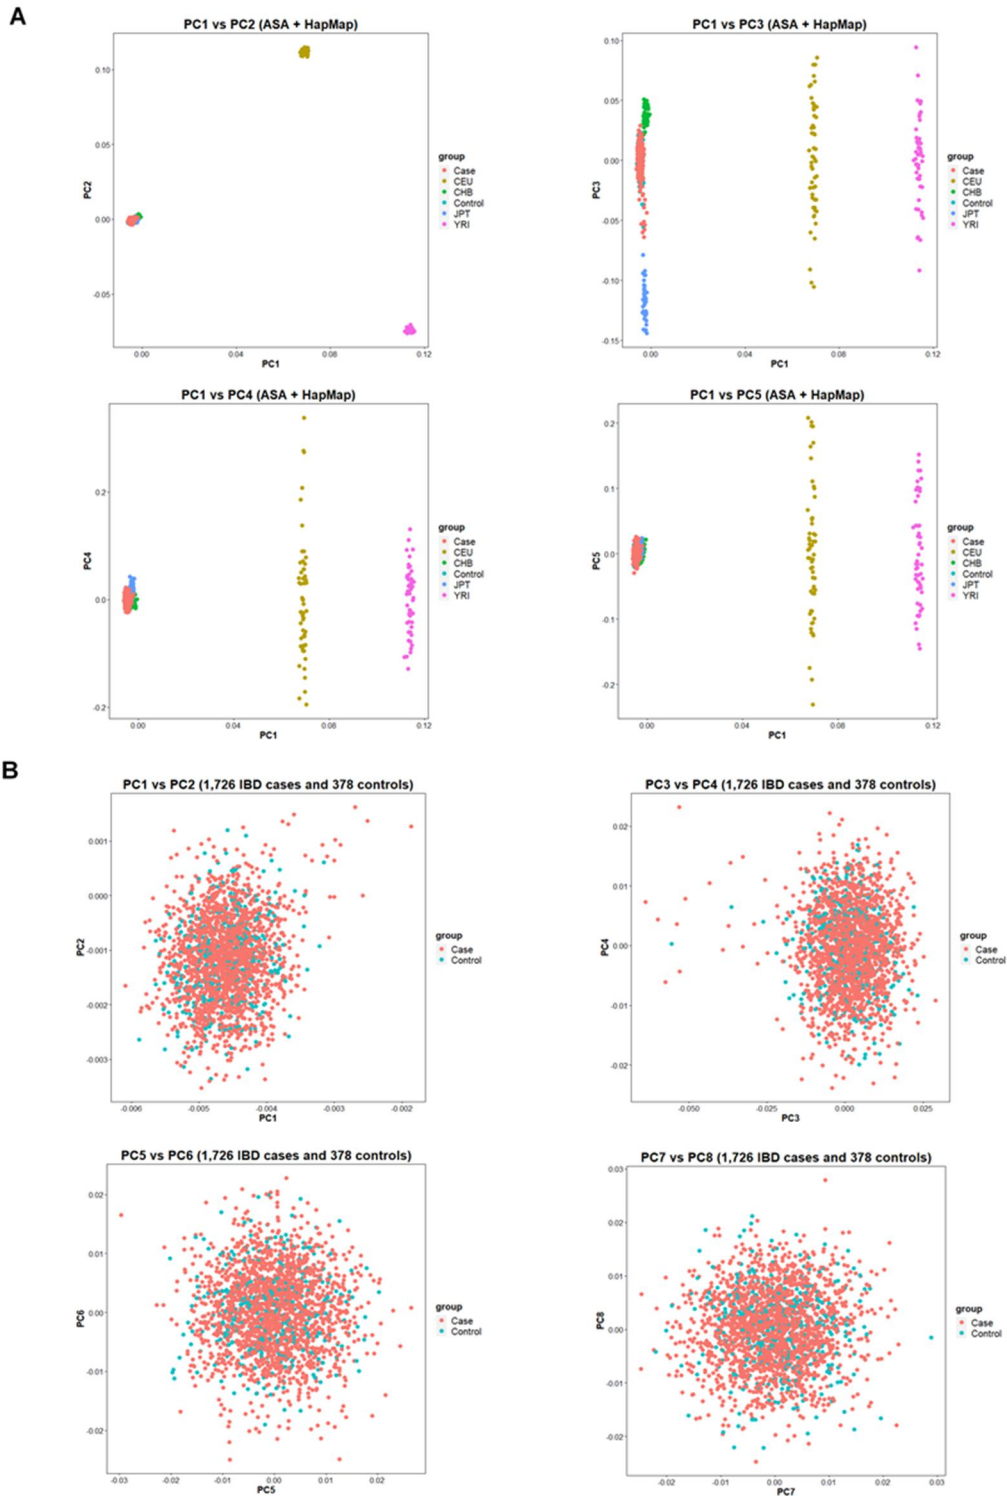 A
PC1 vs PC2 (ASA + HapMap)
PC2
0.10
0.05
0.00
-0.05
0.00
0.04
0.08
0.12
PC1
group
Case
CEU
CHB
Control
JPT
YRI
PC1 vs PC3 (ASA + HapMap)
PC3
0.10
0.05
0.00
-0.05
-0.10
-0.15
0.00
0.04
0.08
0.12
PC1
group
Case
CEU
CHB
Control
JPT
YRI
PC1 vs PC4 (ASA + HapMap)
PC4
0.2
0.0
-0.2
0.00
0.04
0.08
0.12
PC1
group
Case
CEU
CHB
Control
JPT
YRI
PC1 vs PC5 (ASA + HapMap)
PC5
0.2
0.1
0.0
-0.1
-0.2
0.00
0.04
0.08
0.12
PC1
group
Case
CEU
CHB
Control
JPT
YRI
B
PC1 vs PC2 (1,726 IBD cases and 378 controls)
PC2
0.001
0.000
-0.001
-0.002
-0.003
-0.006
-0.005
-0.004
-0.003
-0.002
PC1
group
Case
Control
PC3 vs PC4 (1,726 IBD cases and 378 controls)
PC4
0.02
0.01
0.00
-0.01
-0.02
-0.050
-0.025
0.000
0.025
PC3
group
Case
Control
PC5 vs PC6 (1,726 IBD cases and 378 controls)
PC6
0.02
0.01
0.00
-0.01
-0.02
-0.03
-0.02
-0.01
0.00
0.01
0.02
PC5
group
Case
Control
PC7 vs PC8 (1,726 IBD cases and 378 controls)
PC8
0.03
0.02
0.01
0.00
-0.01
-0.02
-0.02
-0.01
0.00
0.01
0.02
0.03
PC7
group
Case
Control